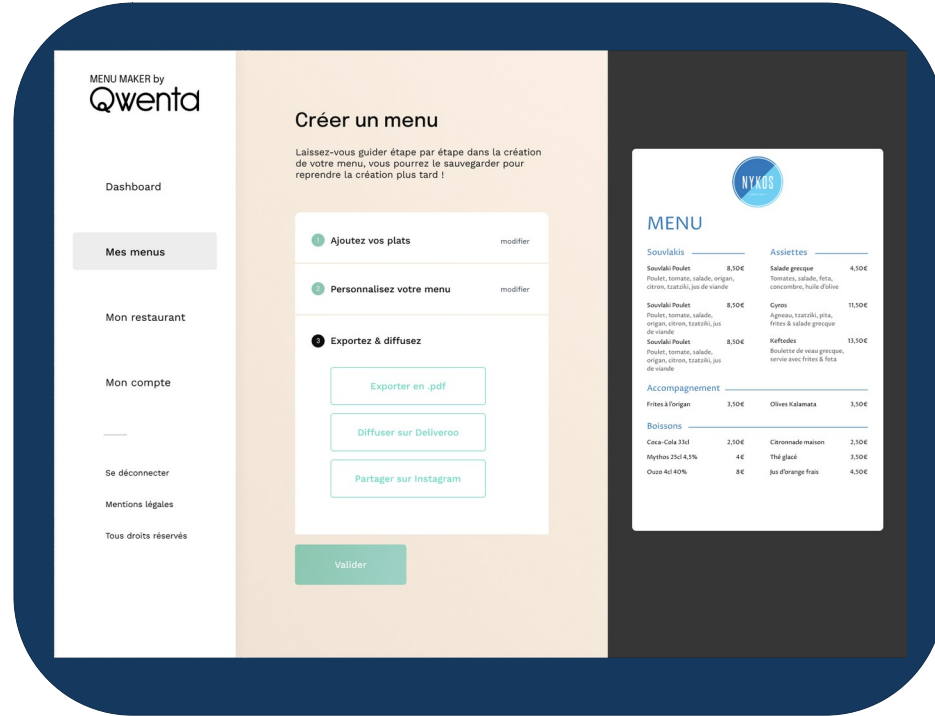 MENU MAKER by
Qwenta
Dashboard
Mes menus
Mon restaurant
Mon compte
Se déconnecter
Mentions légales
Tous droits réservés
Créer un menu
Laissez-vous guider étape par étape dans la création
de votre menu, vous pourrez le sauvegarder pour
reprendre la création plus tard !
1 Ajoutez vos plats modifier
2 Personnalisez votre menu modifier
3 Exportez & diffusez
Exporter en .pdf
Diffuser sur Deliveroo
Partager sur Instagram
Valider
NYKOS
MENU
Souvlakis
Souvlaki Poulet 8,50€
Poulet, tomate, salade, origan,
citron, tzatziki, jus de viande
Souvlaki Poulet 8,50€
Poulet, tomate, salade,
origan, citron, tzatziki, jus
de viande
Souvlaki Poulet 8,50€
Poulet, tomate, salade,
origan, citron, tzatziki, jus
de viande
Assiettes
Salade grecque 4,50€
Tomates, salade, feta,
concombre, huile d'olive
Gyros 11,50€
Agneau, tzatziki, pita,
frites & salade grecque
Keftedes 13,50€
Boulette de veau grecque,
servie avec frites & feta
Accompagnement
Frites à l'origan 3,50€ Olives Kalamata 3,50€
Boissons
Coca-Cola 33cl 2,50€ Citronnade maison 2,50€
Mythos 25cl 4,5% 4€ Thé glacé 3,50€
Ouzo 4cl 40% 8€ Jus d'orange frais 4,50€